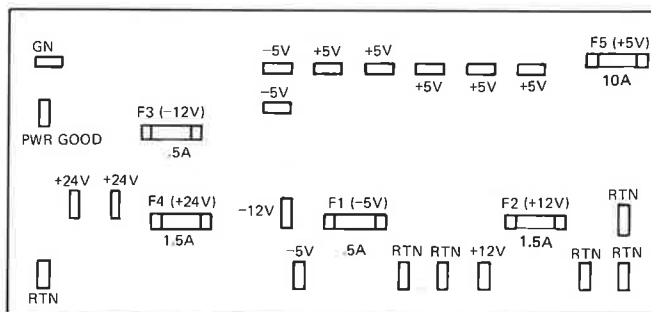 GN
−5V +5V +5V
F5 (+5V)
+5V +5V +5V
10A
−5V
PWR GOOD
F3 (−12V)
.5A
+24V +24V
F4 (+24V)
1.5A
−12V
F1 (−5V)
.5A
F2 (+12V)
1.5A
RTN
RTN
−5V
RTN RTN +12V
RTN RTN